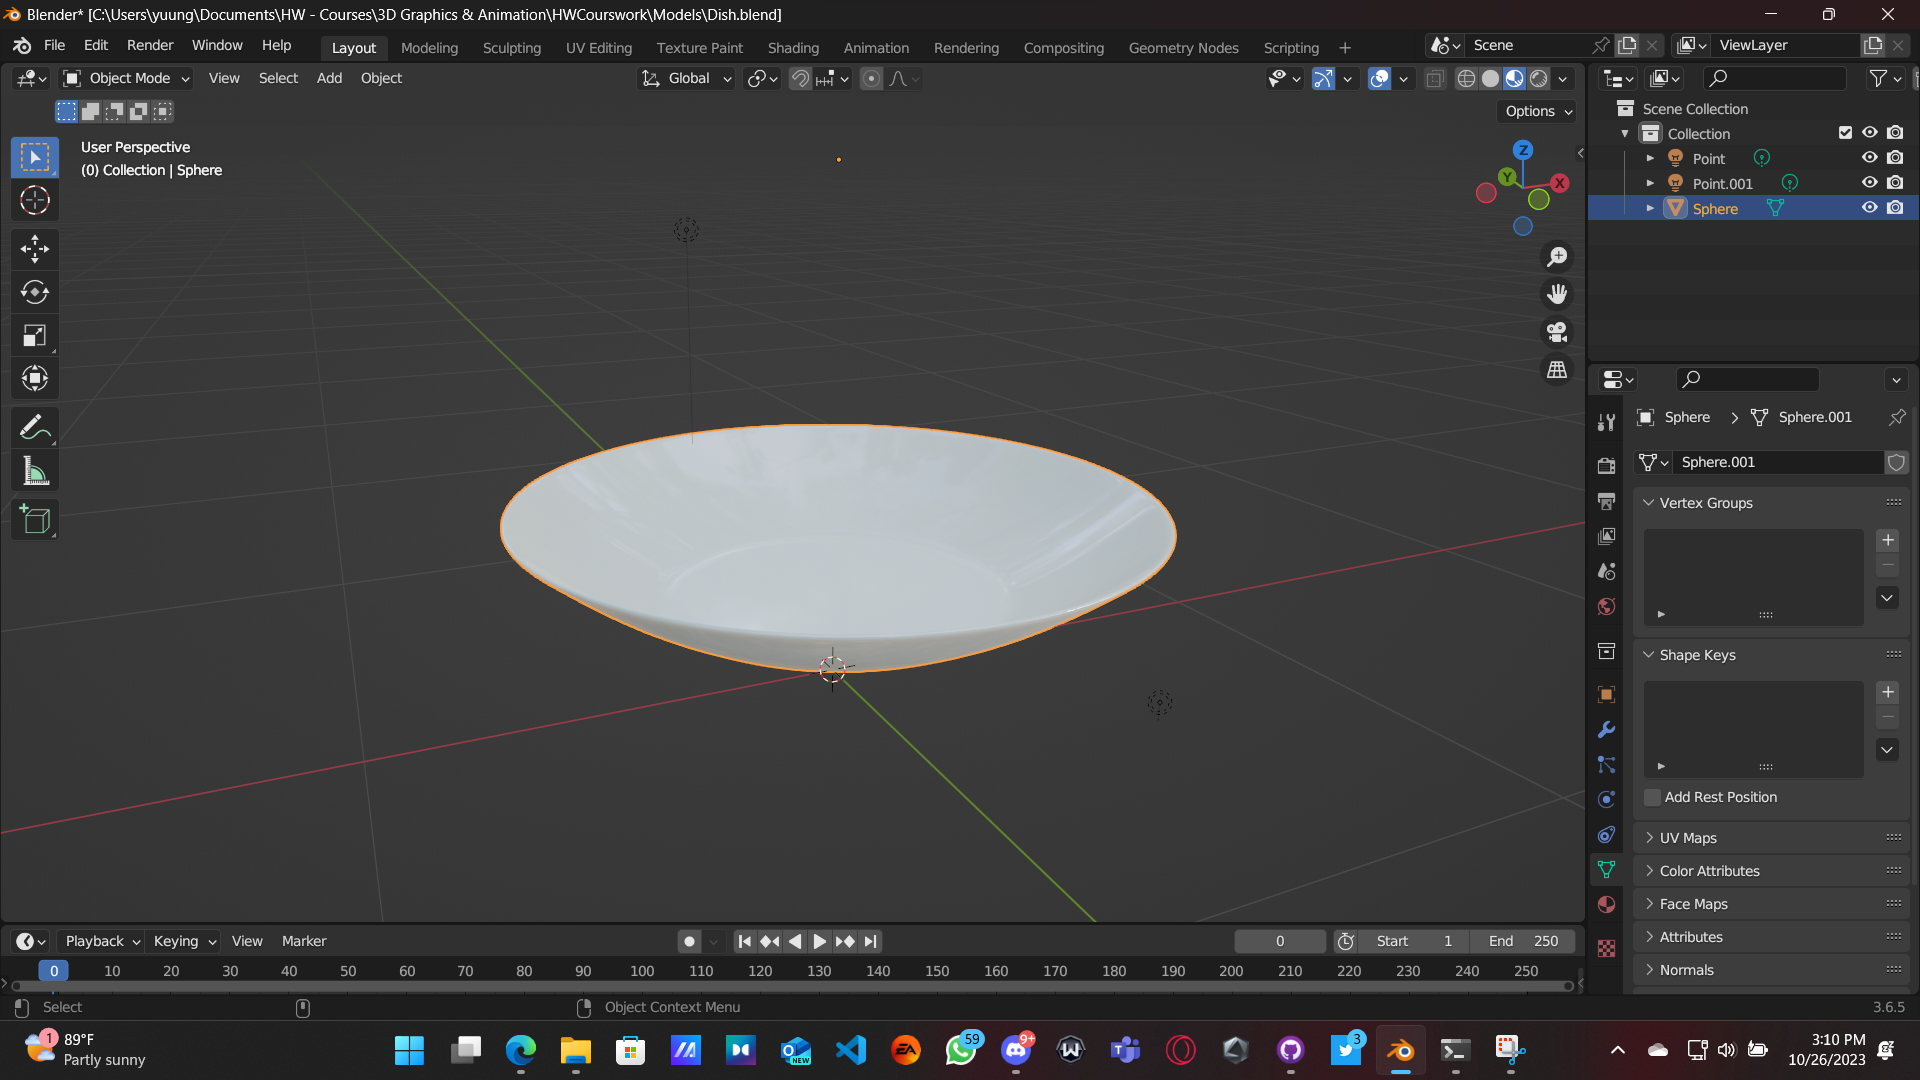 Blender* [C:\Users\yuung\Documents\HW - Courses\3D Graphics & Animation\HWCourswork\Models\Dish.blend]
File Edit Render Window Help Layout Modeling Sculpting UV Editing Texture Paint Shading Animation Rendering Compositing Geometry Nodes Scripting + Scene ViewLayer
Object Mode View Select Add Object Global
Options
User Perspective
(0) Collection | Sphere
Z
Y
X
Scene Collection
Collection
Point
Point.001
Sphere
Sphere Sphere.001
Sphere.001
Vertex Groups
Shape Keys
Add Rest Position
UV Maps
Color Attributes
Face Maps
Attributes
Normals
Playback Keying View Marker 0 Start 1 End 250
0 10 20 30 40 50 60 70 80 90 100 110 120 130 140 150 160 170 180 190 200 210 220 230 240 250
Select Object Context Menu 3.6.5
1 89°F
Partly sunny
NEW
EA
59
9+
3
3:10 PM
10/26/2023